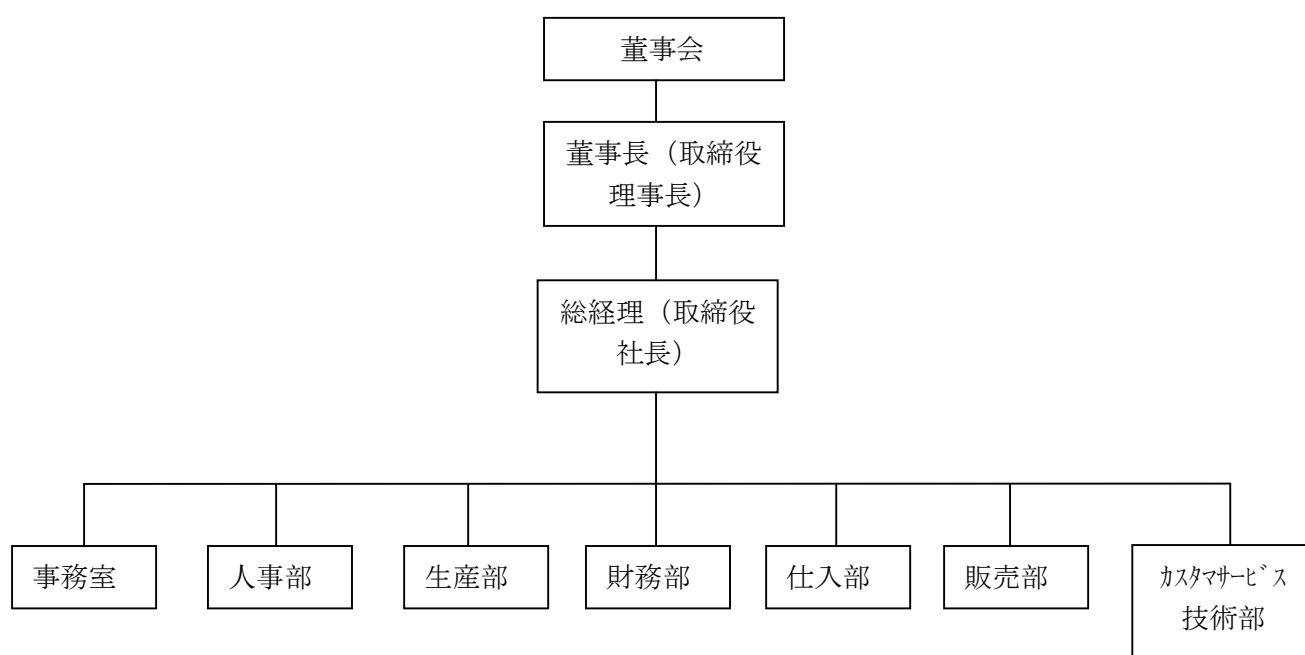 董事会
董事長（取締役
理事長）
総経理（取締役
社長）
事務室
人事部
生産部
財務部
仕入部
販売部
ｶｽﾀﾏｻｰﾋﾞｽ
技術部